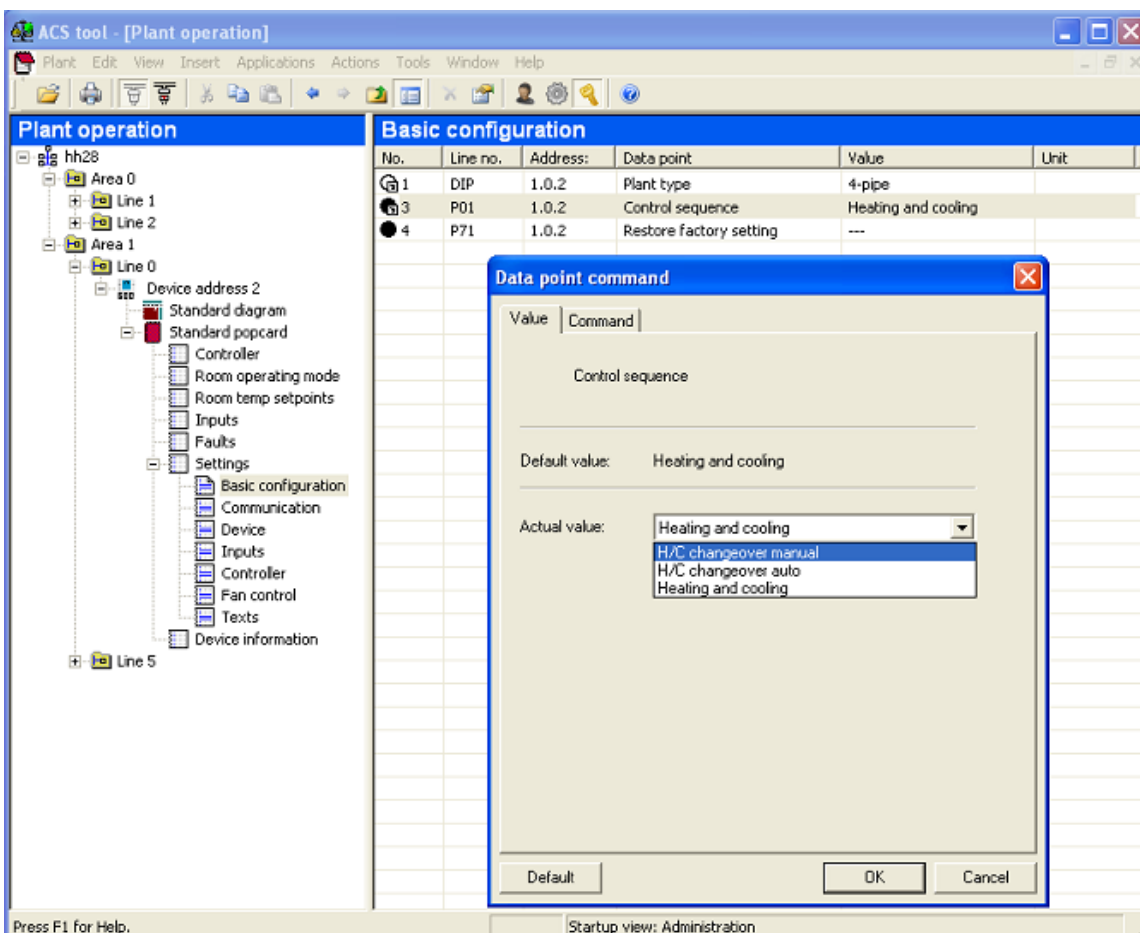 ACS tool - [Plant operation]
Plant Edit View Insert Applications Actions Tools Window Help
Plant operation
hh28
Area 0
Line 1
Line 2
Area 1
Line 0
Device address 2
Standard diagram
Standard popcard
Controller
Room operating mode
Room temp setpoints
Inputs
Faults
Settings
Basic configuration
Communication
Device
Inputs
Controller
Fan control
Texts
Device information
Line 5
Basic configuration
No. Line no. Address: Data point Value Unit
1 DIP 1.0.2 Plant type 4-pipe
3 P01 1.0.2 Control sequence Heating and cooling
4 P71 1.0.2 Restore factory setting ---
Data point command
Value Command
Control sequence
Default value: Heating and cooling
Actual value: Heating and cooling
H/C changeover manual
H/C changeover auto
Heating and cooling
Default OK Cancel
Press F1 for Help. Startup view: Administration